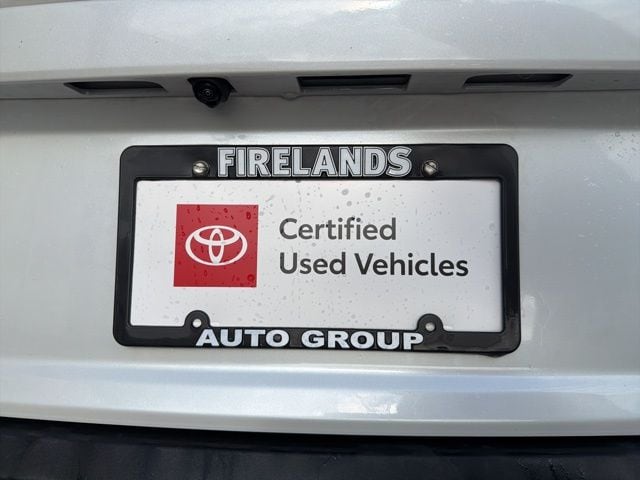 FIRELANDS
Certified
Used Vehicles
AUTO GROUP